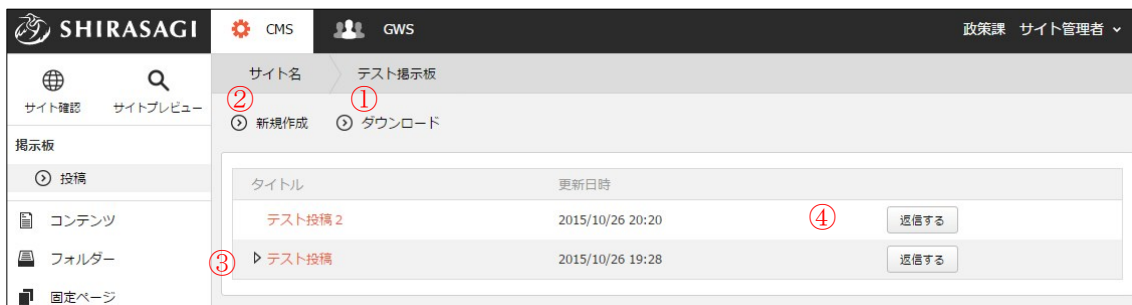 SHIRASAGI CMS GWS 政策課 サイト管理者
サイト確認 サイトプレビュー
サイト名 テスト掲示板
② ①
新規作成 ダウンロード
掲示板
投稿
タイトル 更新日時
テスト投稿2 2015/10/26 20:20 ④ 返信する
③ テスト投稿 2015/10/26 19:28 返信する
コンテンツ
フォルダー
固定ページ